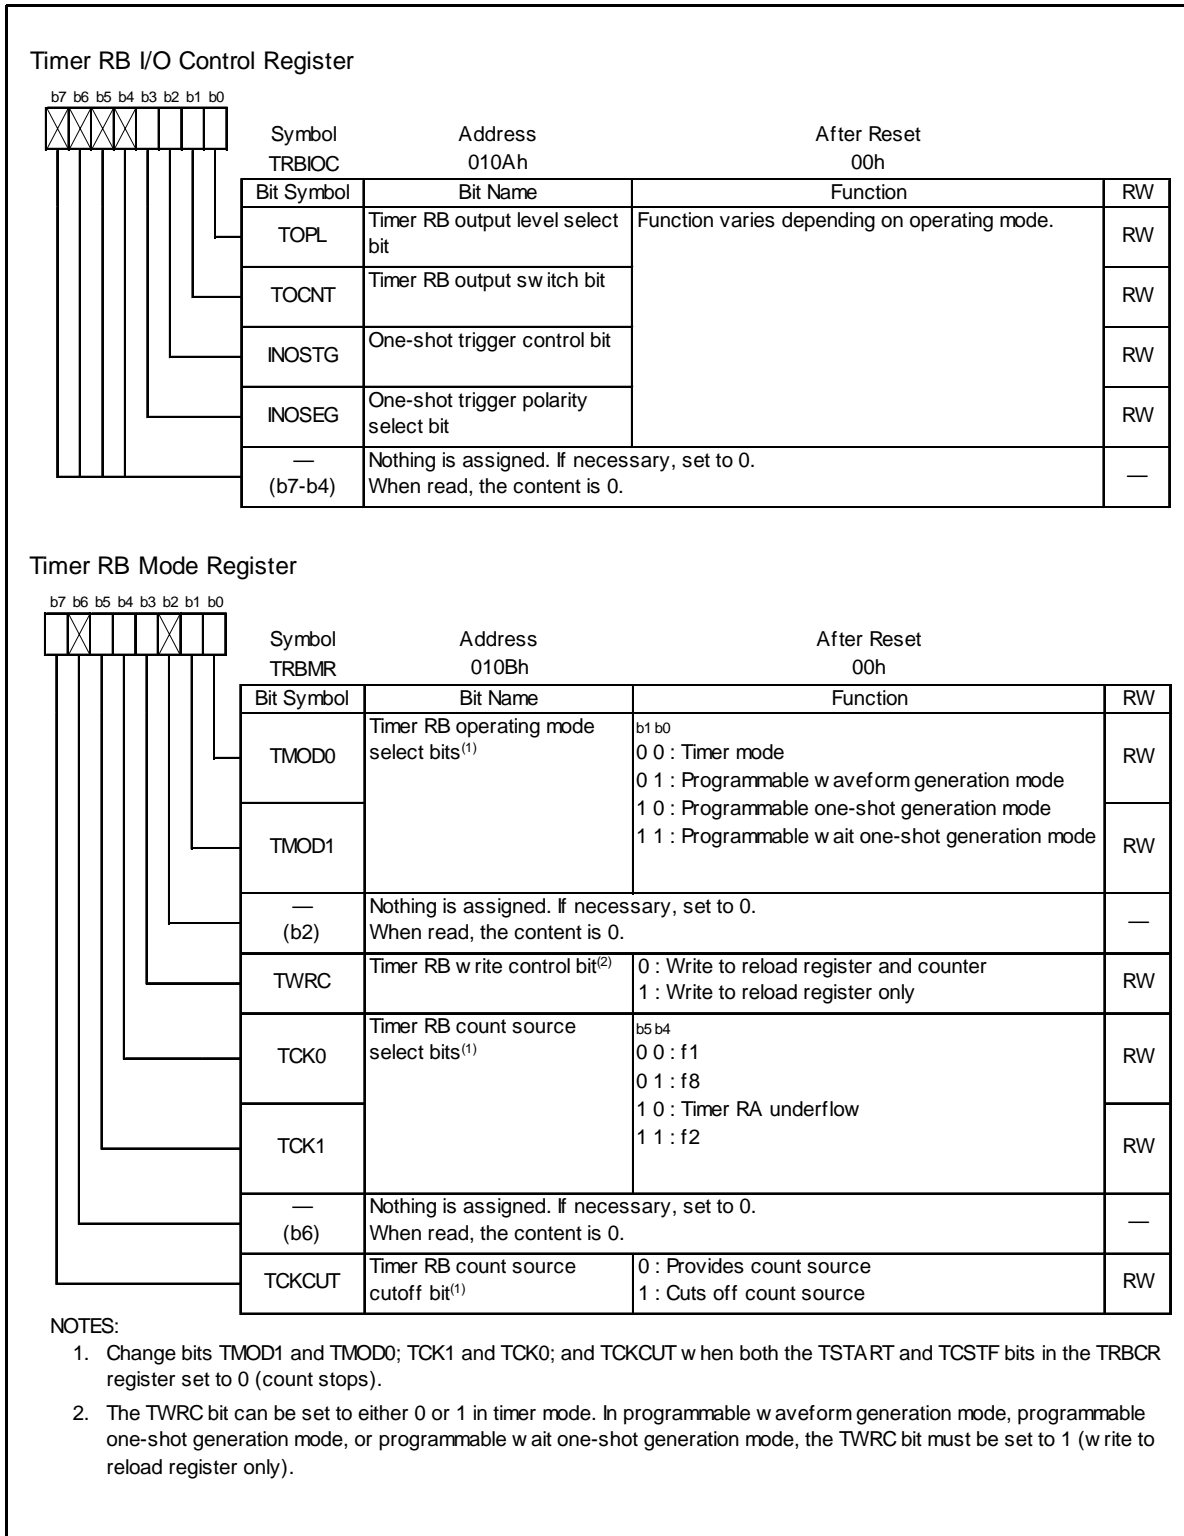 Timer RB I/O Control Register
b7 b6 b5 b4 b3 b2 b1 b0
Symbol Address After Reset
TRBIOC 010Ah 00h
Bit Symbol Bit Name Function RW
TOPL Timer RB output level select bit Function varies depending on operating mode. RW
TOCNT Timer RB output switch bit RW
INOSTG One-shot trigger control bit RW
INOSEG One-shot trigger polarity select bit RW
— (b7-b4) Nothing is assigned. If necessary, set to 0. —
When read, the content is 0.
Timer RB Mode Register
b7 b6 b5 b4 b3 b2 b1 b0
Symbol Address After Reset
TRBMR 010Bh 00h
Bit Symbol Bit Name Function RW
TMOD0 Timer RB operating mode select bits(1) b1 b0 RW
0 0 : Timer mode
0 1 : Programmable waveform generation mode
1 0 : Programmable one-shot generation mode
TMOD1 1 1 : Programmable wait one-shot generation mode RW
— (b2) Nothing is assigned. If necessary, set to 0. —
When read, the content is 0.
TWRC Timer RB write control bit(2) 0 : Write to reload register and counter RW
1 : Write to reload register only
TCK0 Timer RB count source select bits(1) b5 b4 RW
0 0 : f1
0 1 : f8
1 0 : Timer RA underflow
TCK1 1 1 : f2 RW
— (b6) Nothing is assigned. If necessary, set to 0. —
When read, the content is 0.
TCKCUT Timer RB count source cutoff bit(1) 0 : Provides count source RW
1 : Cuts off count source
NOTES:
1. Change bits TMOD1 and TMOD0; TCK1 and TCK0; and TCKCUT when both the TSTART and TCSTF bits in the TRBCR
register set to 0 (count stops).
2. The TWRC bit can be set to either 0 or 1 in timer mode. In programmable waveform generation mode, programmable
one-shot generation mode, or programmable wait one-shot generation mode, the TWRC bit must be set to 1 (write to
reload register only).